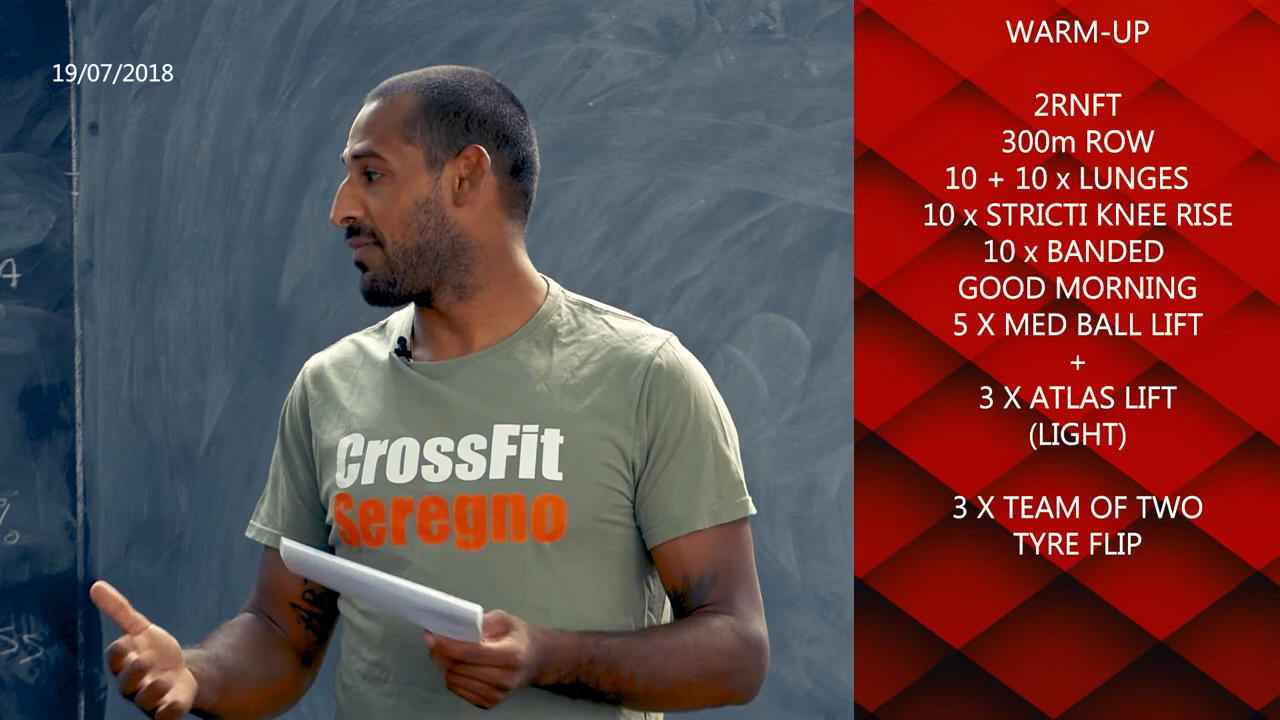 19/07/2018
4
%
CrossFit
Seregno
WARM-UP
2RNFT
300m ROW
10 + 10 x LUNGES
10 x STRICTI KNEE RISE
10 x BANDED
GOOD MORNING
5 X MED BALL LIFT
+
3 X ATLAS LIFT
(LIGHT)
3 X TEAM OF TWO
TYRE FLIP